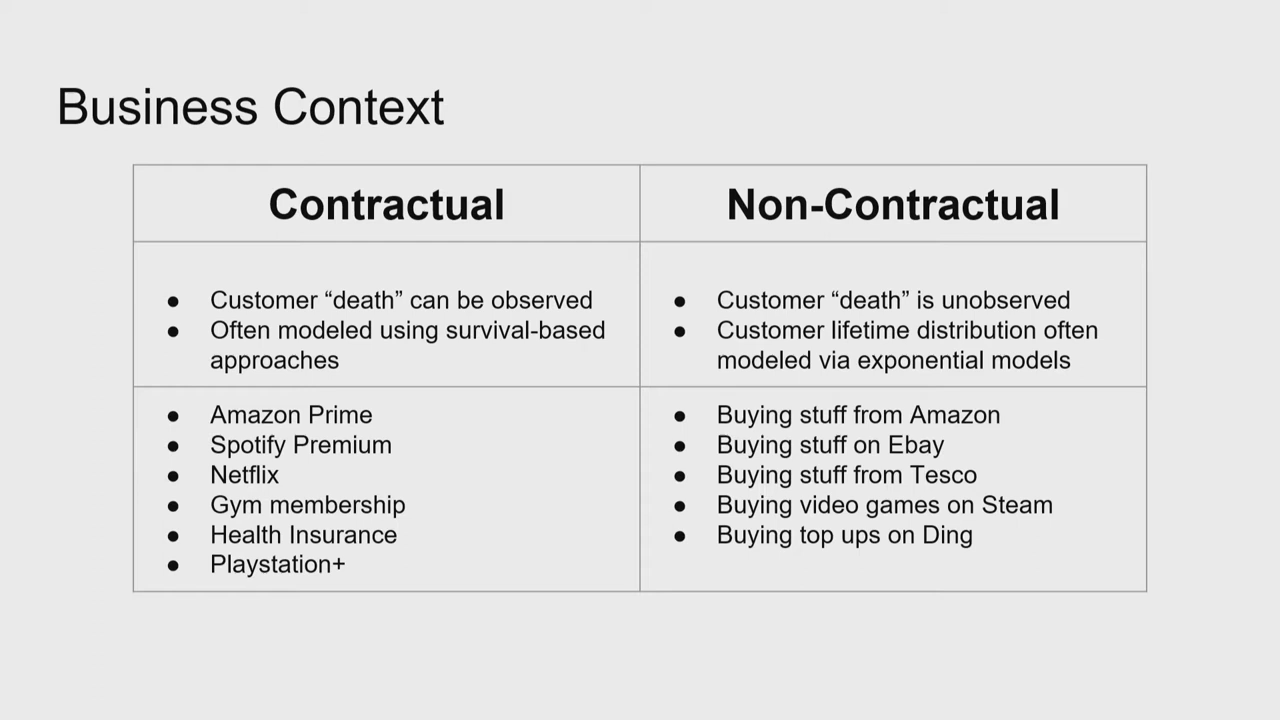 Business Context
Contractual
Non-Contractual
● Customer “death” can be observed
● Often modeled using survival-based
approaches
● Customer “death” is unobserved
● Customer lifetime distribution often
modeled via exponential models
● Amazon Prime
● Spotify Premium
● Netflix
● Gym membership
● Health Insurance
● Playstation+
● Buying stuff from Amazon
● Buying stuff on Ebay
● Buying stuff from Tesco
● Buying video games on Steam
● Buying top ups on Ding